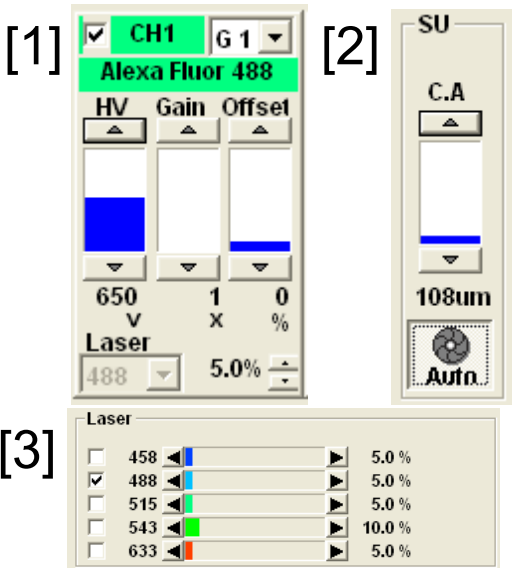 [1]
CH1 G 1
Alexa Fluor 488
HV Gain Offset
650 1 0
V X %
Laser
488 5.0%
[2]
SU
C.A
108um
Auto
[3]
Laser
458 5.0 %
488 5.0 %
515 5.0 %
543 10.0 %
633 5.0 %